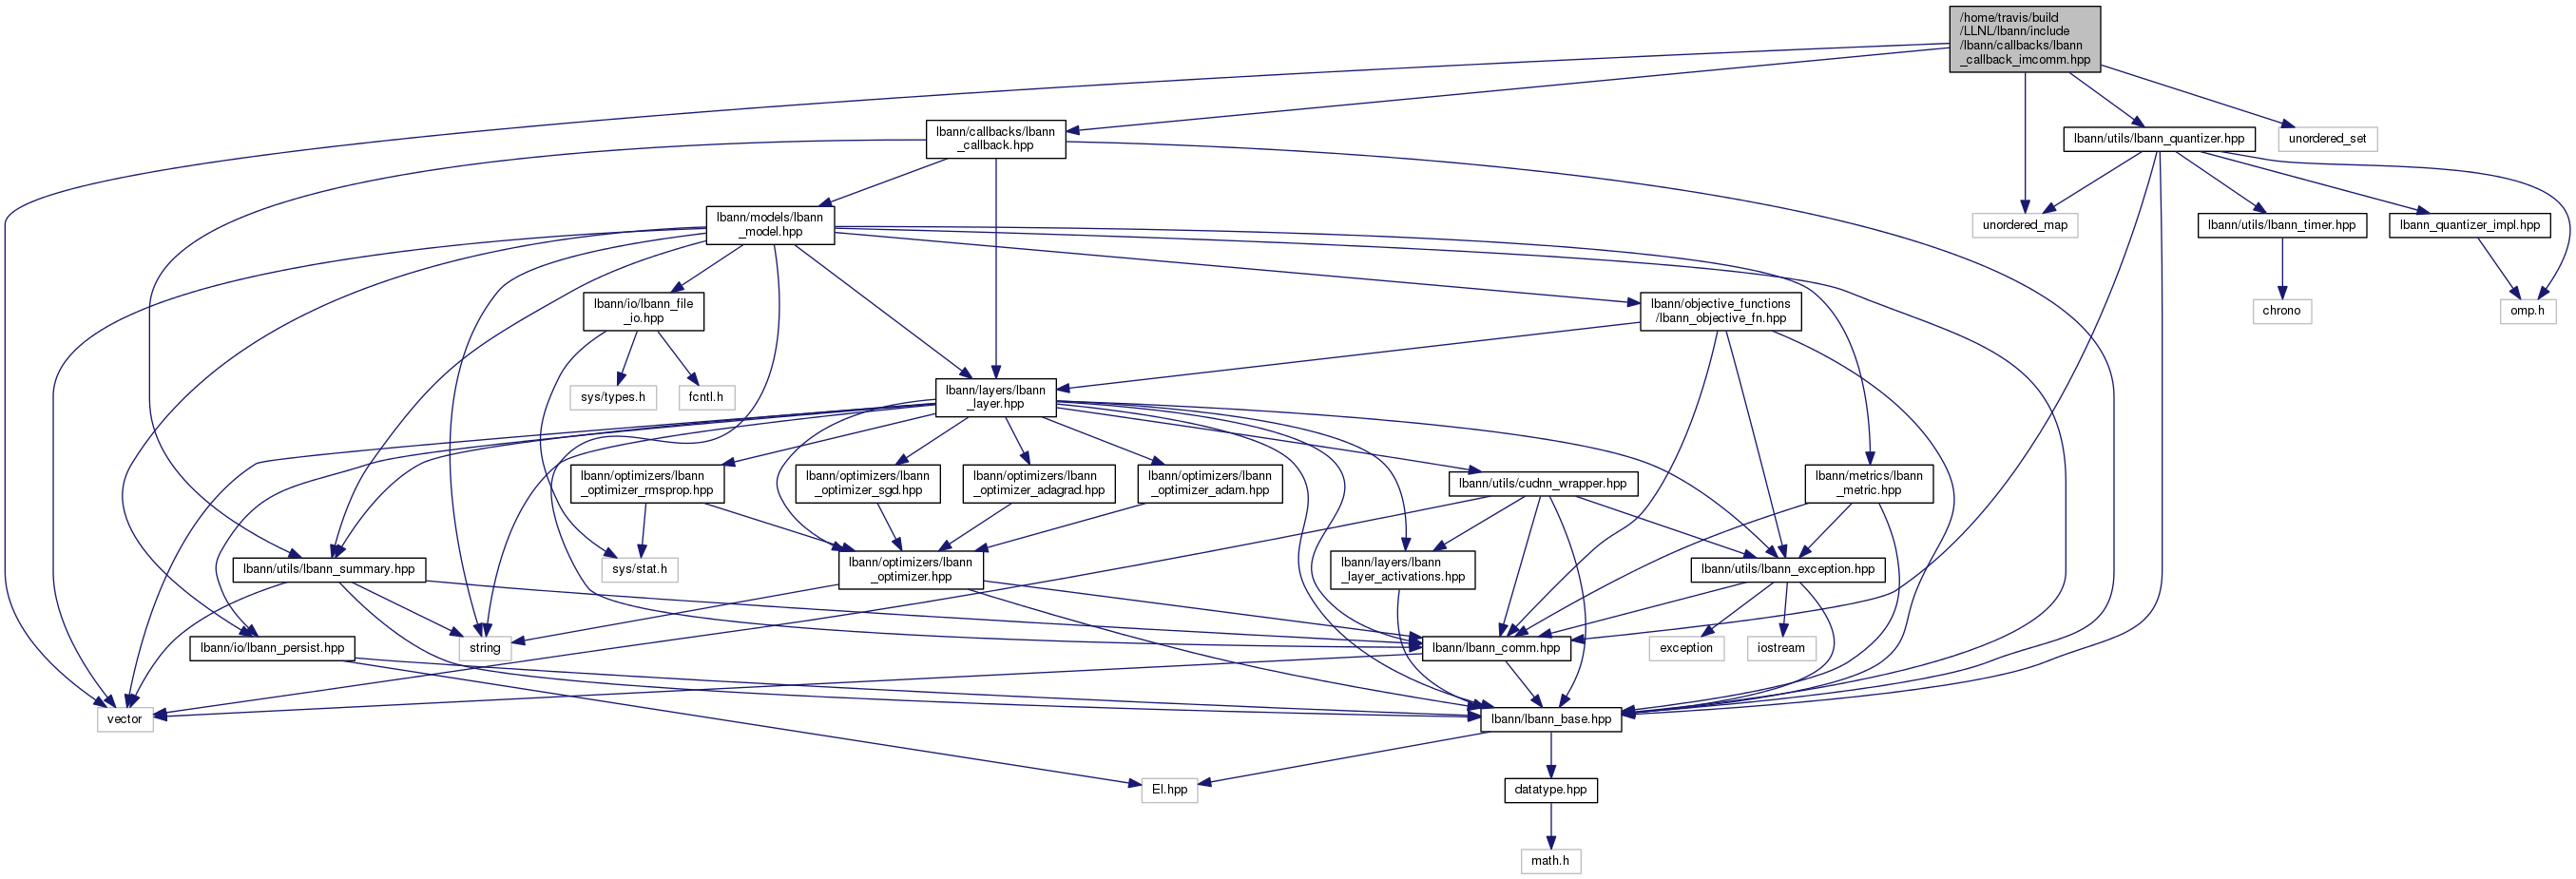 /home/travis/build
/LLNL/lbann/include
/lbann/callbacks/lbann
_callback_imcomm.hpp
lbann/callbacks/lbann
_callback.hpp
lbann/utils/lbann_quantizer.hpp
unordered_set
lbann/models/lbann
_model.hpp
unordered_map
lbann/utils/lbann_timer.hpp
lbann_quantizer_impl.hpp
lbann/io/lbann_file
_io.hpp
lbann/objective_functions
/lbann_objective_fn.hpp
chrono
omp.h
sys/types.h
fcntl.h
lbann/layers/lbann
_layer.hpp
lbann/optimizers/lbann
_optimizer_rmsprop.hpp
lbann/optimizers/lbann
_optimizer_sgd.hpp
lbann/optimizers/lbann
_optimizer_adagrad.hpp
lbann/optimizers/lbann
_optimizer_adam.hpp
lbann/utils/cudnn_wrapper.hpp
lbann/metrics/lbann
_metric.hpp
lbann/utils/lbann_summary.hpp
sys/stat.h
lbann/optimizers/lbann
_optimizer.hpp
lbann/layers/lbann
_layer_activations.hpp
lbann/utils/lbann_exception.hpp
lbann/io/lbann_persist.hpp
string
lbann/lbann_comm.hpp
exception
iostream
vector
lbann/lbann_base.hpp
El.hpp
datatype.hpp
math.h